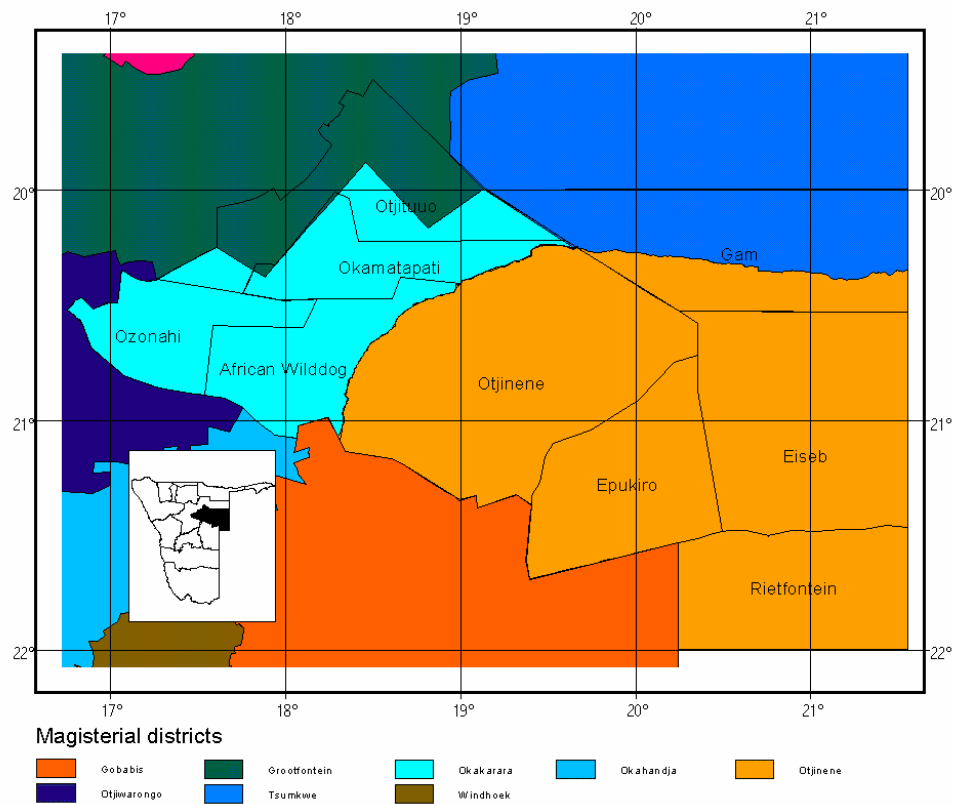 17° 18° 19° 20° 21°
20° 20°
Otjituuo
Gam
Okamatapati
Ozonahi
African Wilddog
Otjinene
21° 21°
Eiseb
Epukiro
Rietfontein
22° 22°
17° 18° 19° 20° 21°
Magisterial districts
Gobabis Grootfontein Okakarara Okahandja Otjinene
Otjiwarongo Tsumkwe Windhoek